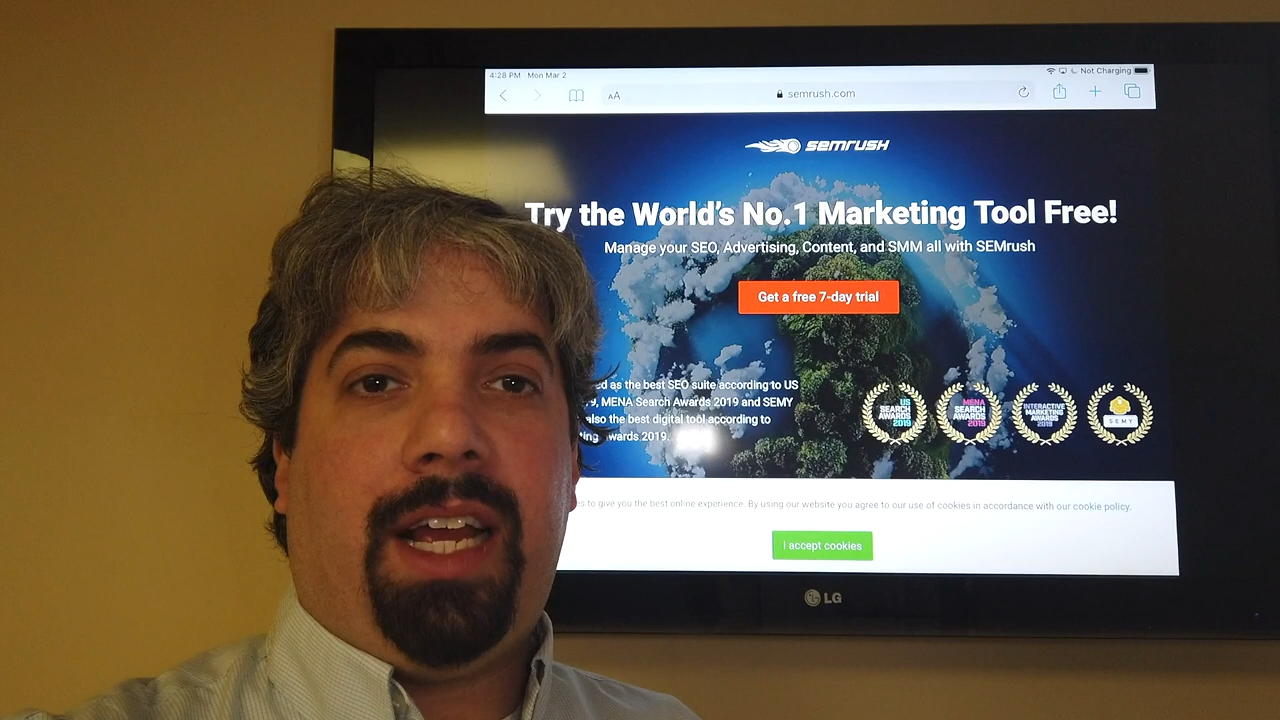 4:28 PM Mon Mar 2
Not Charging
AA
semrush.com
semrush
Try the World's No.1 Marketing Tool Free!
Manage your SEO, Advertising, Content, and SMM all with SEMrush
Get a free 7-day trial
as the best SEO suite according to US
MENA Search Awards 2019 and SEMY
also the best digital tool according to
Awards 2019.
US
SEARCH
AWARDS
2019
MENA
SEARCH
AWARDS
2019
INTERACTIVE
MARKETING
AWARDS
2019
SEMY
to give you the best online experience. By using our website you agree to our use of cookies in accordance with our cookie policy.
I accept cookies
LG